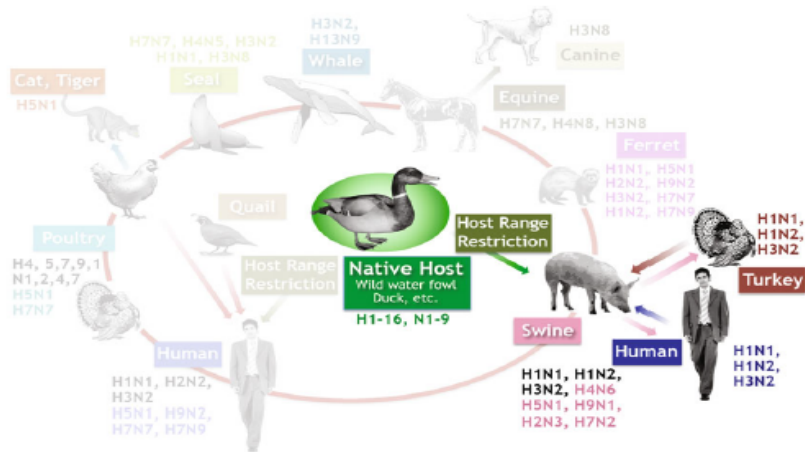 H3N2,
H13N9
Whale
H7N7, H4N5, H3N2
H1N1, H3N8
Seal
H3N8
Canine
Cat, Tiger
H5N1
Equine
H7N7, H4N8, H3N8
Ferret
H1N1, H5N1
H2N2, H9N2
H3N2, H7N7
H1N2, H7N9
Quail
Host Range
Restriction
Poultry
H4, 5,7,9,1
N1,2,4,7
H5N1
H7N7
Host Range
Restriction
Native Host
Wild water fowl
Duck, etc.
H1-16, N1-9
H1N1,
H1N2,
H3N2
Turkey
Swine
H1N1, H1N2,
H3N2, H4N6
H5N1, H9N1,
H2N3, H7N2
Human
H1N1,
H1N2,
H3N2
Human
H1N1, H2N2,
H3N2
H5N1, H9N2,
H7N7, H7N9